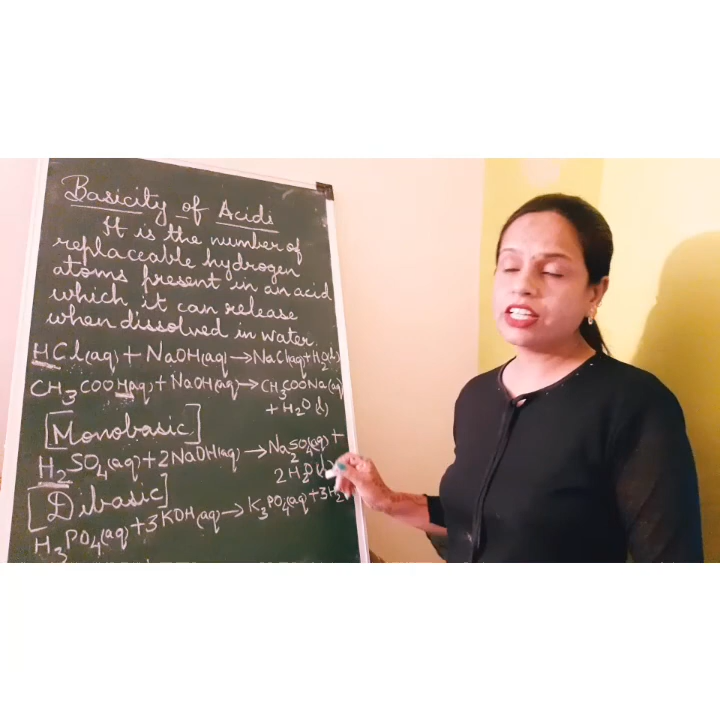 Basicity of Acids
It is the number of
replaceable hydrogen
atoms present in an acid
which it can release
when dissolved in water.
HCl(aq) + NaOH(aq) → NaCl(aq) + H₂O(l)
CH₃COOH(aq) + NaOH(aq) → CH₃COONa(aq)
+ H₂O(l)
[Monobasic]
H₂SO₄(aq) + 2NaOH(aq) → Na₂SO₄(aq) +
2H₂O(l)
[Dibasic]
H₃PO₄(aq) + 3KOH(aq) → K₃PO₄(aq) + 3H₂